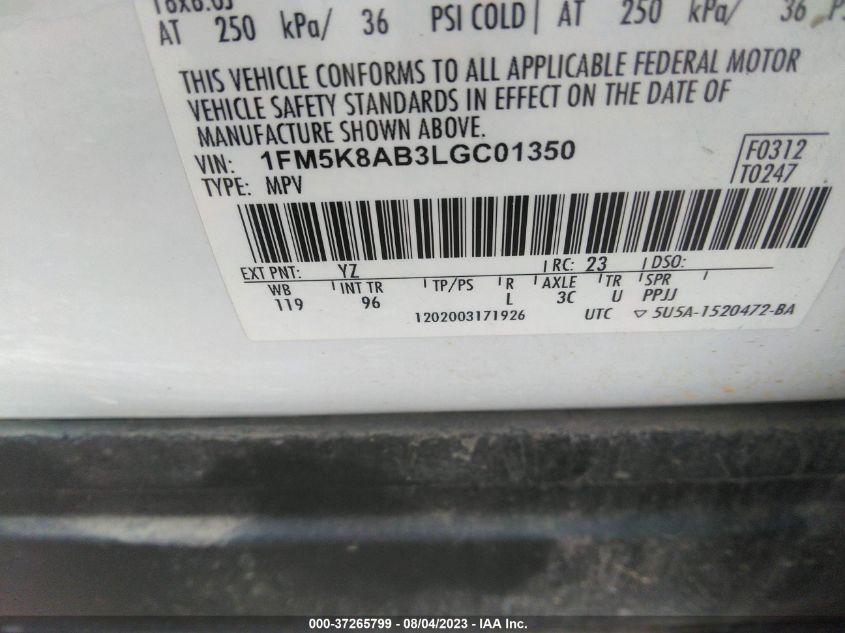 AT 250 kPa/ 36 PSI COLD AT 250 kPa/ 36
THIS VEHICLE CONFORMS TO ALL APPLICABLE FEDERAL MOTOR
VEHICLE SAFETY STANDARDS IN EFFECT ON THE DATE OF
MANUFACTURE SHOWN ABOVE.
VIN: 1FM5K8AB3LGC01350
F0312
TYPE: MPV
T0247
EXT PNT: YZ RC: 23 DSO:
WB INT TR TP/PS R AXLE TR SPR
119 96 L 3C U PPJJ
1202003171926 UTC ▽ 5U5A-1520472-BA
000-37265799 - 08/04/2023 - IAA Inc.